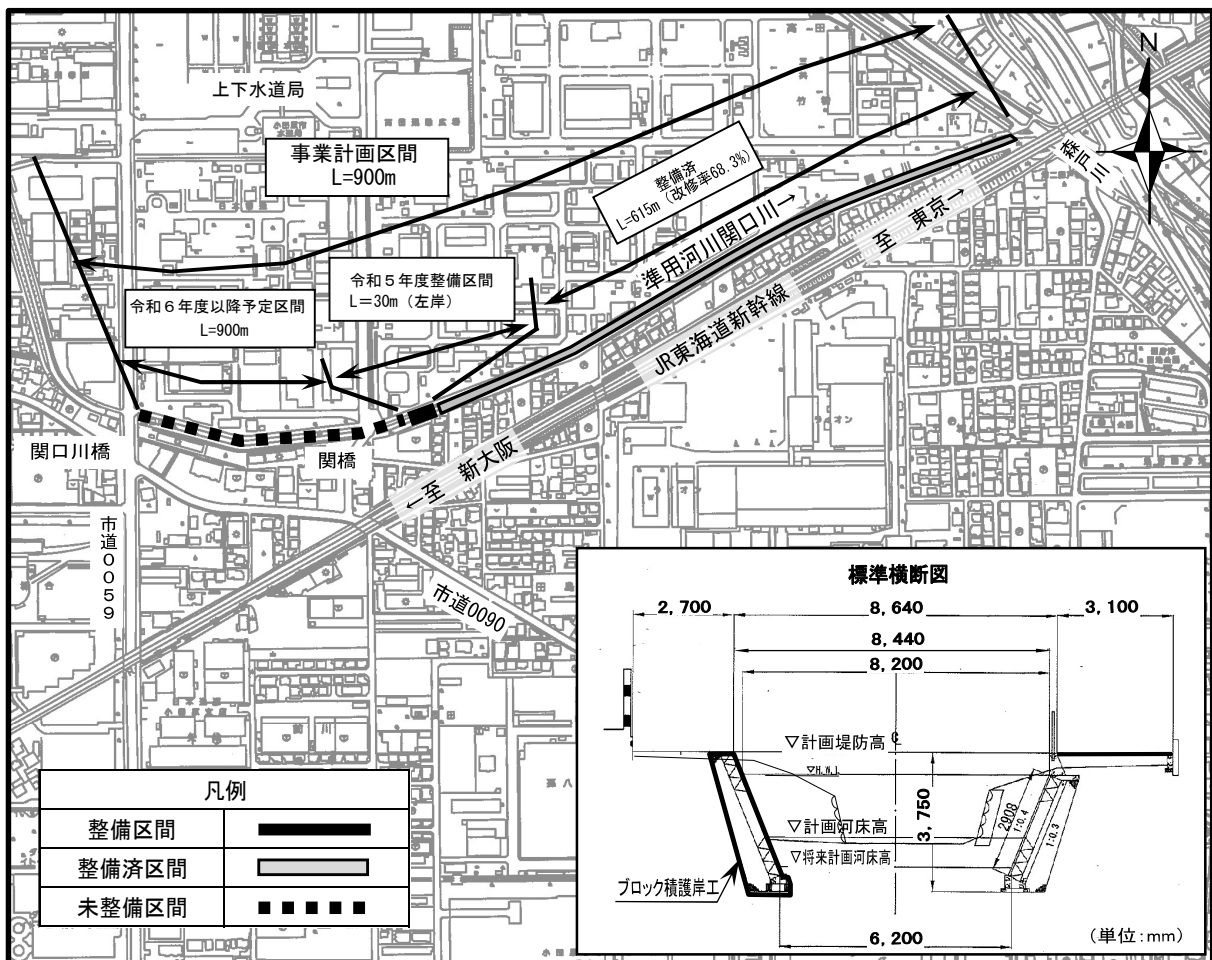 上下水道局
事業計画区間
L=900m
整備済
L=615m（改修率68.3%）
N
森戸川
準用河川関口川→
至 東京→
JR東海道新幹線
令和5年度整備区間
L＝30m（左岸）
令和6年度以降予定区間
L=900m
関口川橋
関橋
←至 新大阪
市道0059
市道0090
標準横断図
2,700
8,640
3,100
8,440
8,200
▽計画堤防高
▽H.W.L
3,750
2908
1:0.4
1:0.3
▽計画河床高
▽将来計画河床高
ブロック積護岸工
6,200
（単位:mm）
凡例
整備区間
整備済区間
未整備区間